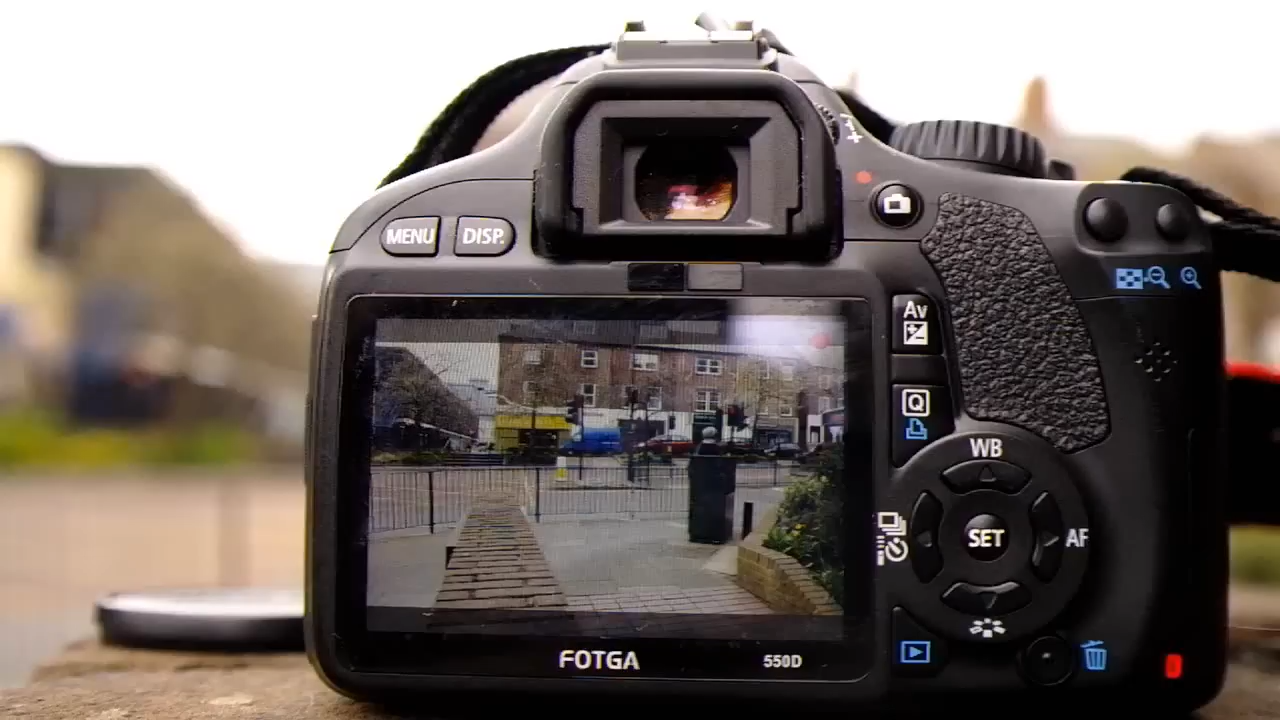 MENU
DISP.
Av
Q
WB
SET
AF
FOTGA
550D